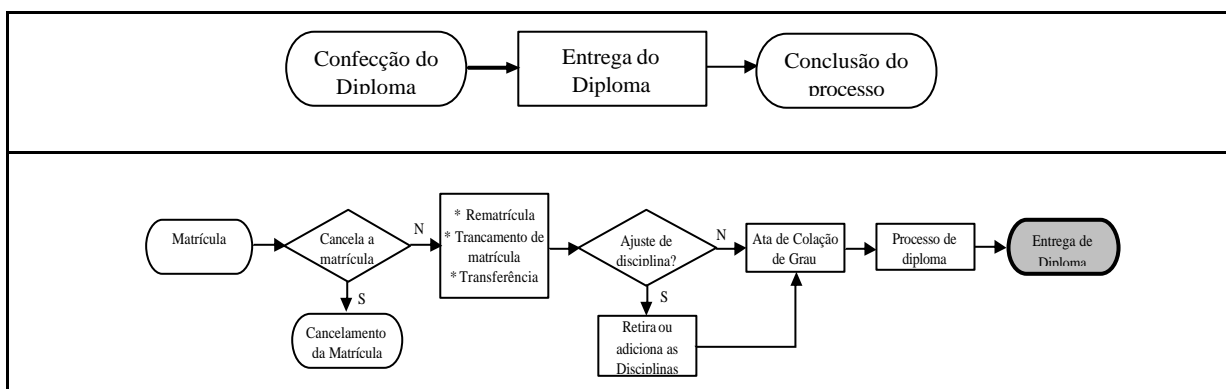 Confecção do
Diploma
Entrega do
Diploma
Conclusão do
processo
Matrícula
Cancela a
matrícula?
N
S
Cancelamento
da Matrícula
* Rematrícula
* Trancamento de
matrícula
* Transferência
Ajuste de
disciplina?
N
S
Retira ou
adiciona as
Disciplinas
Ata de Colação
de Grau
Processo de
diploma
Entrega de
Diploma